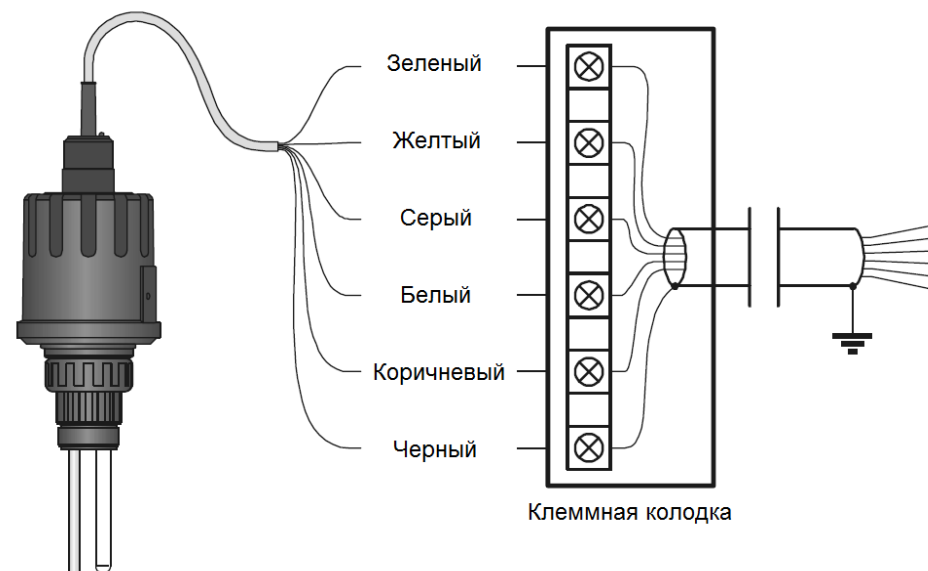 Зеленый
Желтый
Серый
Белый
Коричневый
Черный
Клеммная колодка